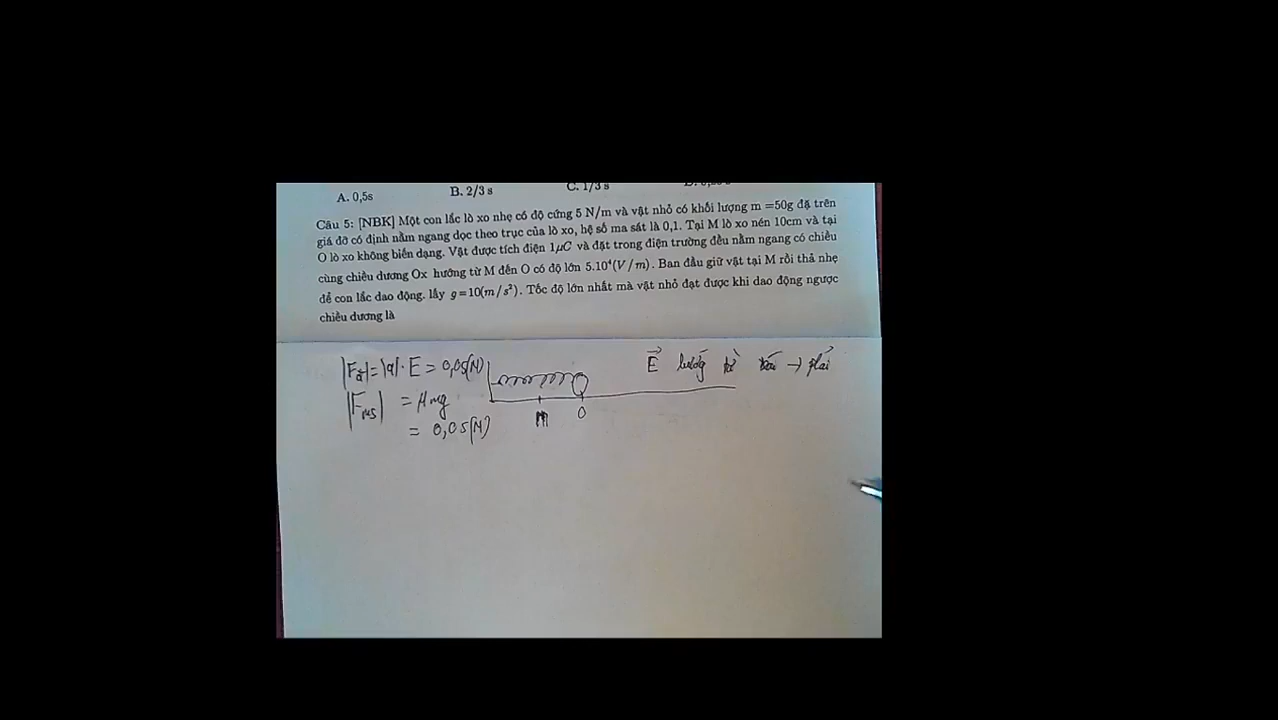 A. 0,5s B. 2/3 s C. 1/3 s
Câu 5: [NBK] Một con lắc lò xo nhẹ có độ cứng 5 N/m và vật nhỏ có khối lượng m =50g đặt trên
giá đỡ cố định nằm ngang dọc theo trục của lò xo, hệ số ma sát là 0,1. Tại M lò xo nén 10cm và tại
O lò xo không biến dạng. Vật được tích điện 1μC và đặt trong điện trường đều nằm ngang có chiều
cùng chiều dương Ox hướng từ M đến O có độ lớn 5.10⁴(V/m). Ban đầu giữ vật tại M rồi thả nhẹ
để con lắc dao động. lấy g=10(m/s²). Tốc độ lớn nhất mà vật nhỏ đạt được khi dao động ngược
chiều dương là
|Fđ|=|q|.E = 0,05(N)
E hướng từ → phải
|Fms| = μmg
= 0,05(N)
M O